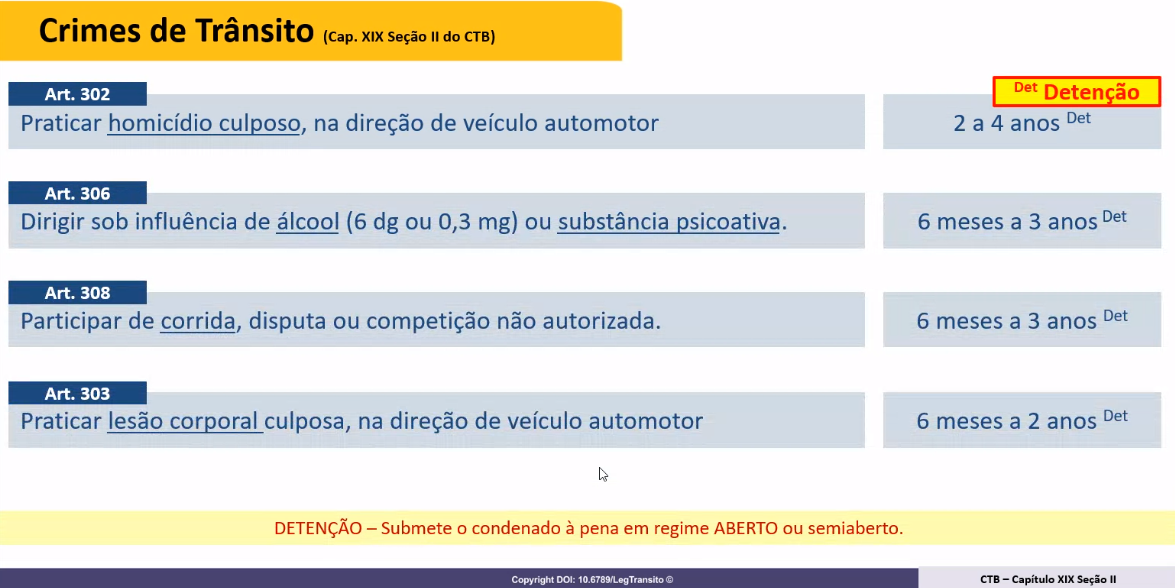 Crimes de Trânsito (Cap. XIX Seção II do CTB)
Art. 302
Det Detenção
Praticar homicídio culposo, na direção de veículo automotor
2 a 4 anos Det
Art. 306
Dirigir sob influência de álcool (6 dg ou 0,3 mg) ou substância psicoativa.
6 meses a 3 anos Det
Art. 308
Participar de corrida, disputa ou competição não autorizada.
6 meses a 3 anos Det
Art. 303
Praticar lesão corporal culposa, na direção de veículo automotor
6 meses a 2 anos Det
DETENÇÃO – Submete o condenado à pena em regime ABERTO ou semiaberto.
Copyright DOI: 10.6789/LegTransito ©
CTB – Capítulo XIX Seção II